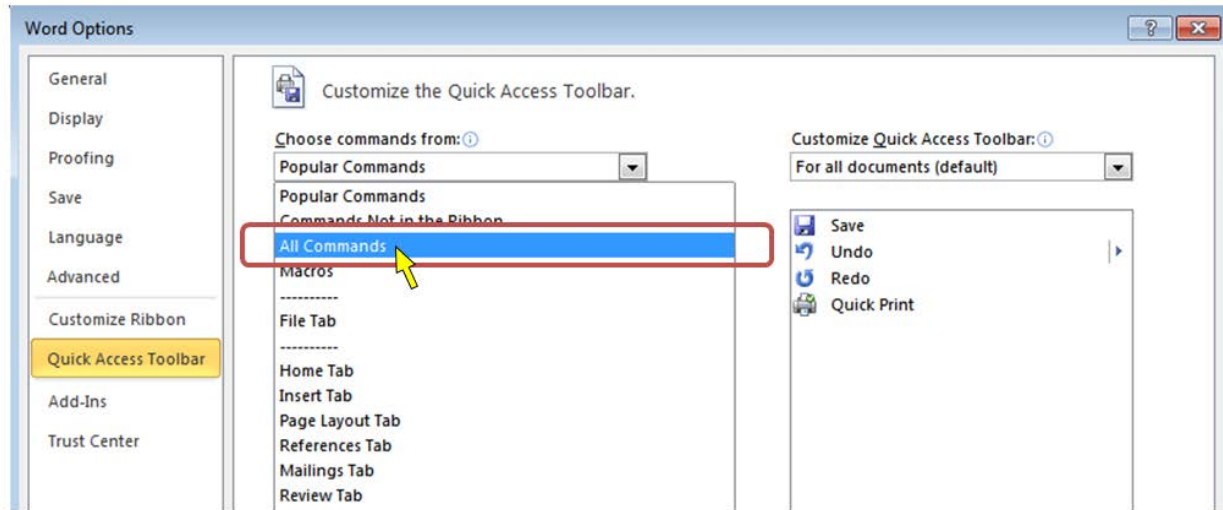 Word Options
General
Display
Proofing
Save
Language
Advanced
Customize Ribbon
Quick Access Toolbar
Add-Ins
Trust Center
Customize the Quick Access Toolbar.
Choose commands from:
Popular Commands
Popular Commands
Commands Not in the Ribbon
All Commands
Macros
----------
File Tab
----------
Home Tab
Insert Tab
Page Layout Tab
References Tab
Mailings Tab
Review Tab
Customize Quick Access Toolbar:
For all documents (default)
Save
Undo
Redo
Quick Print